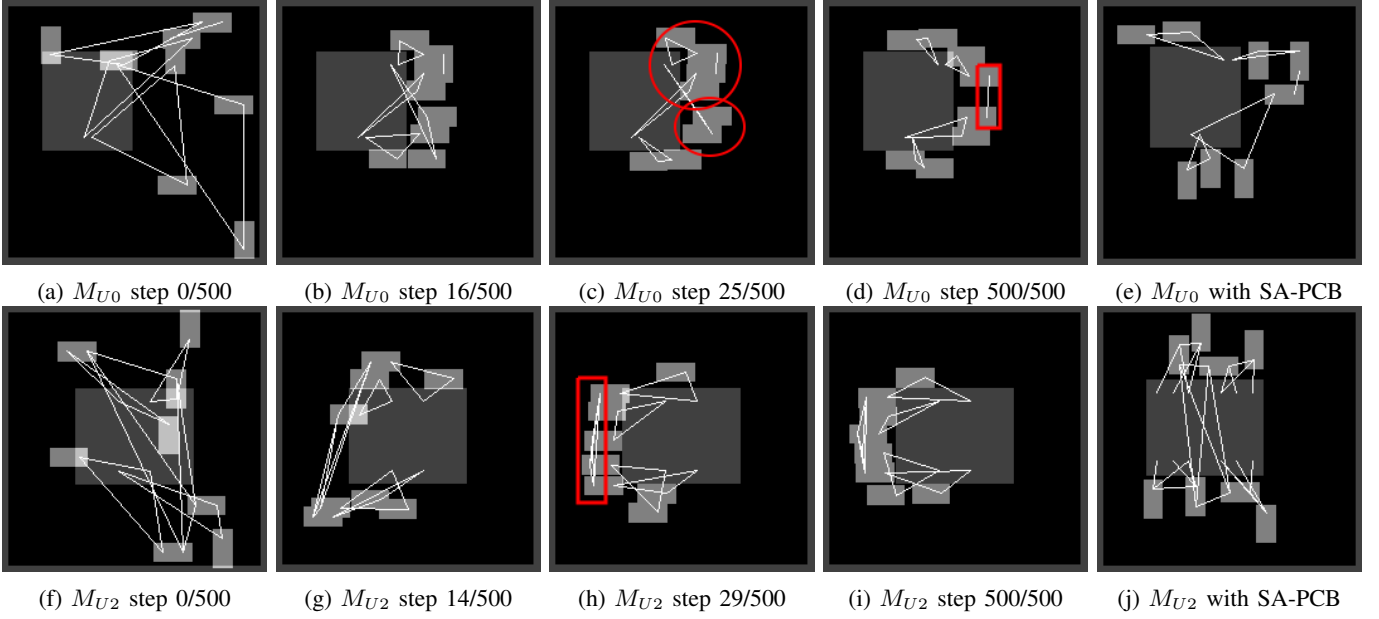 (a) M_{U0} step 0/500
(b) M_{U0} step 16/500
(c) M_{U0} step 25/500
(d) M_{U0} step 500/500
(e) M_{U0} with SA-PCB
(f) M_{U2} step 0/500
(g) M_{U2} step 14/500
(h) M_{U2} step 29/500
(i) M_{U2} step 500/500
(j) M_{U2} with SA-PCB